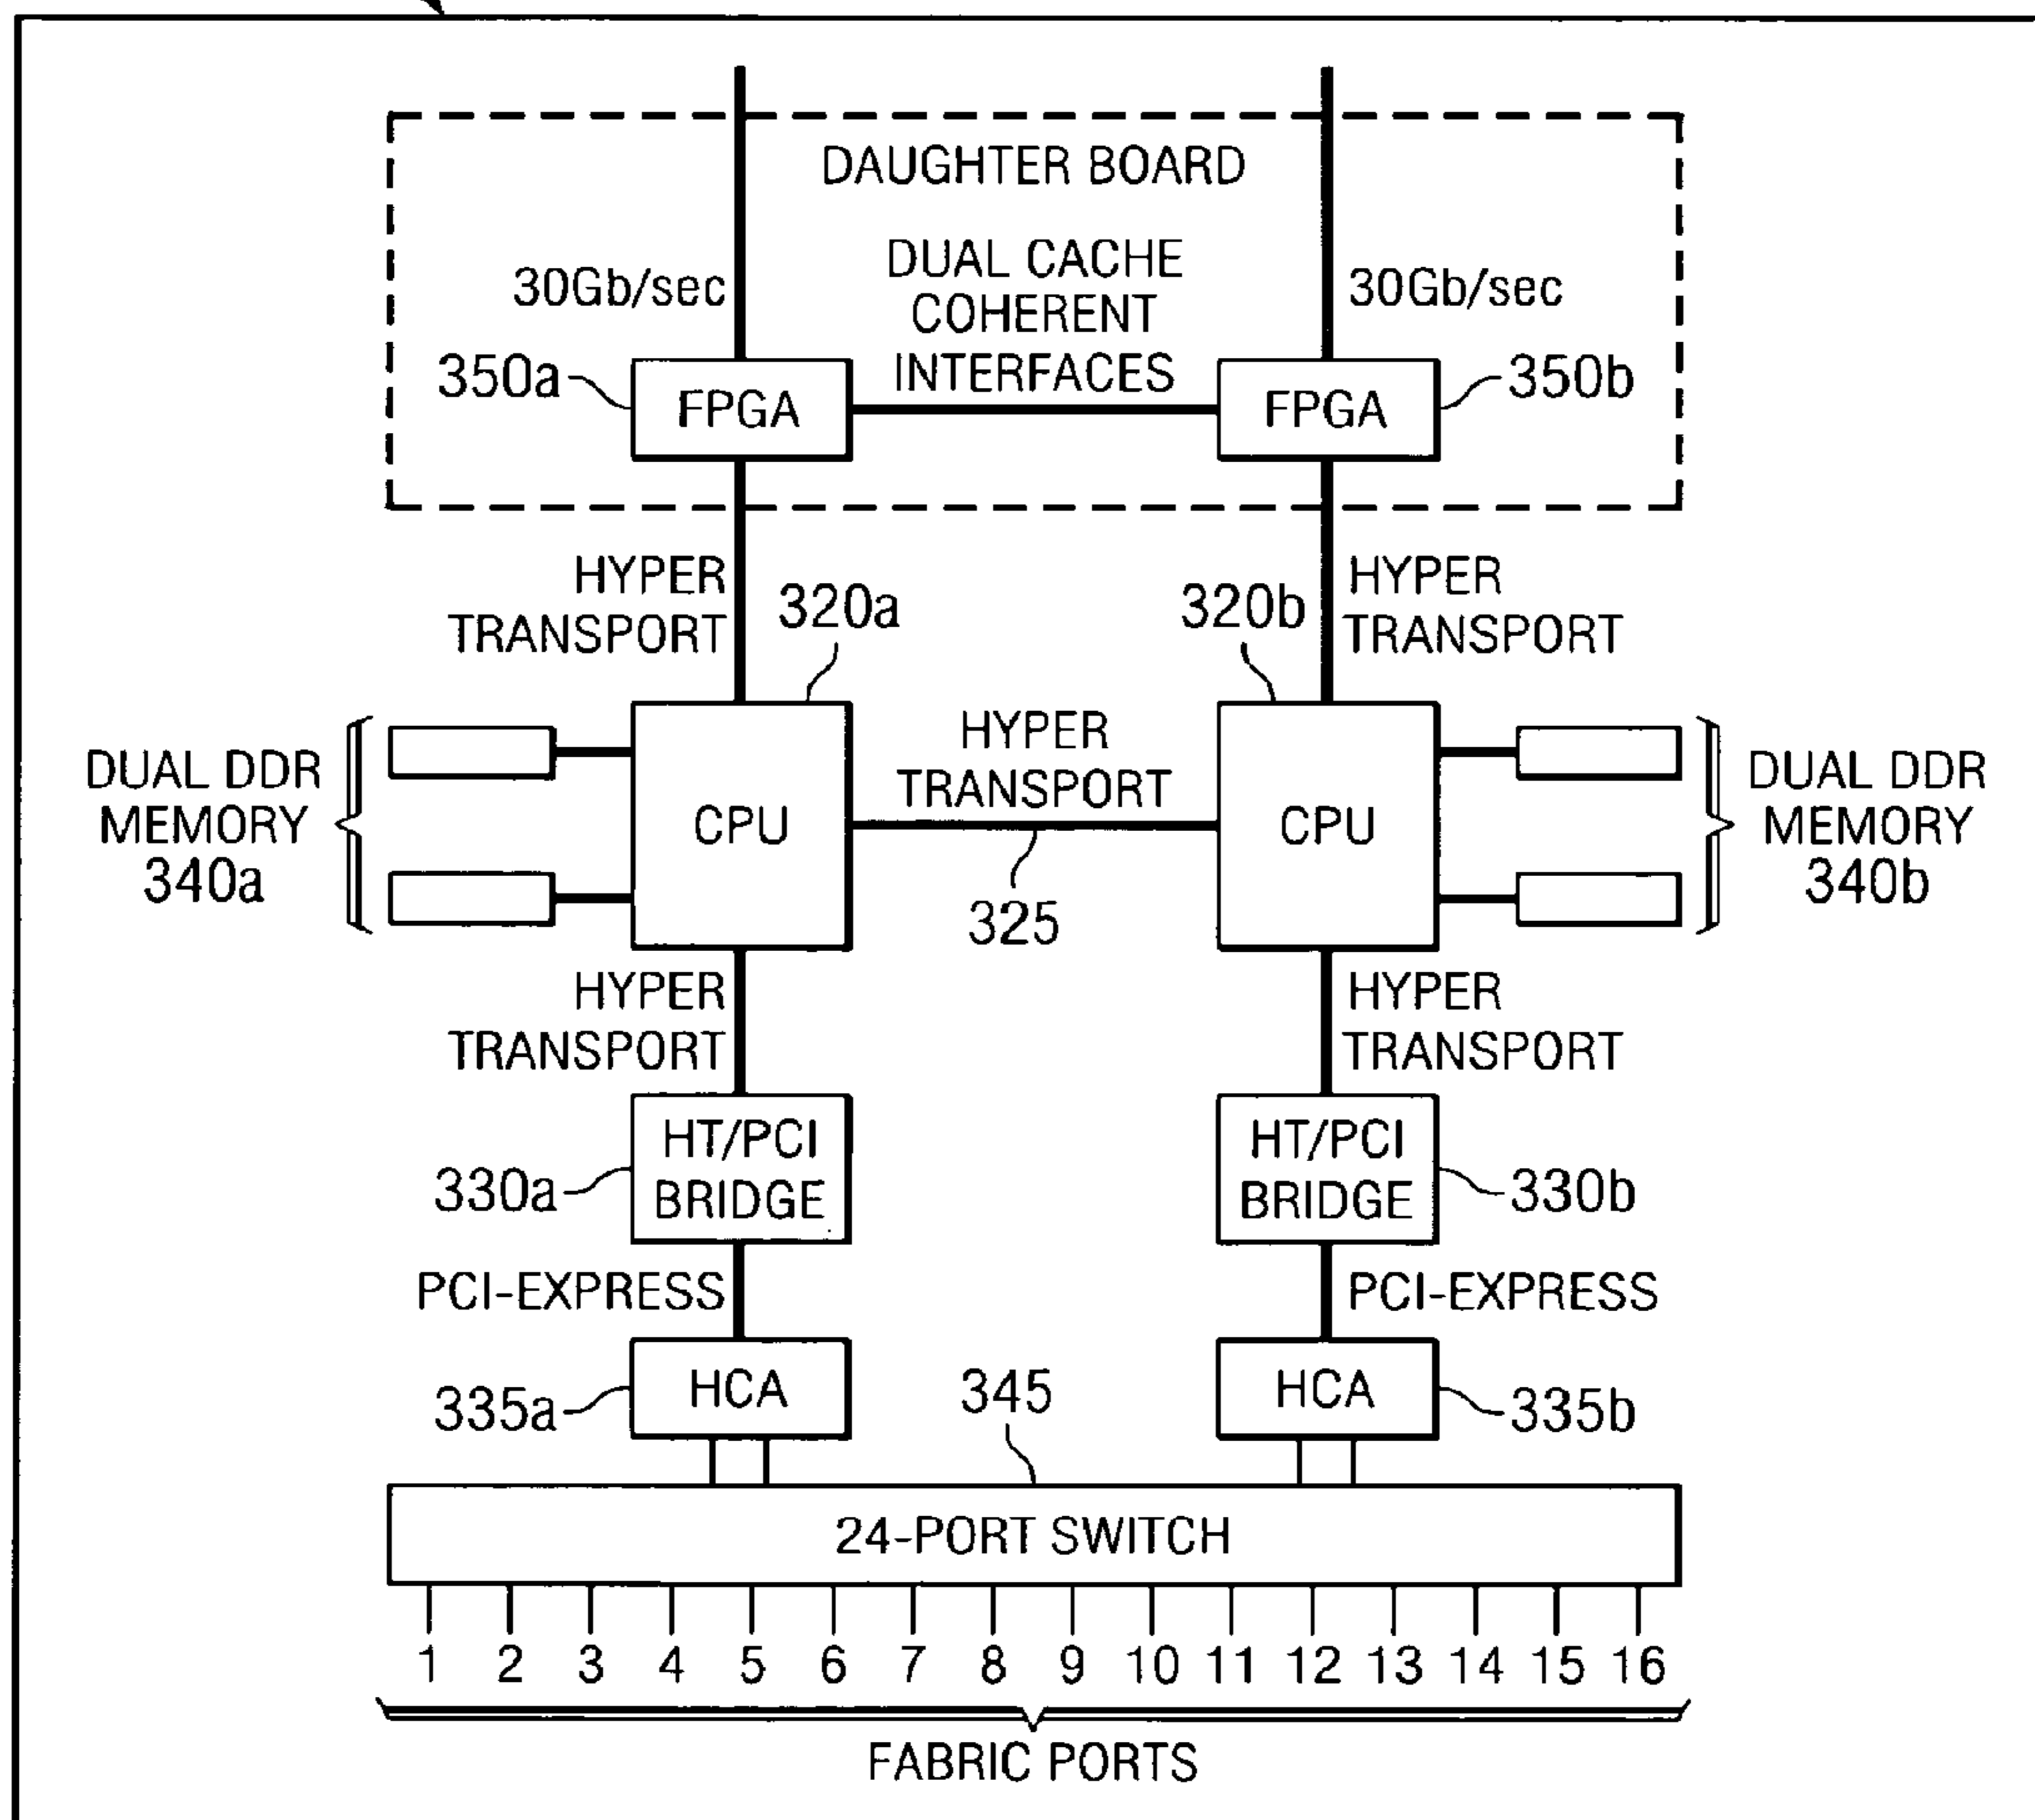 DAUGHTER BOARD
DUAL CACHE
COHERENT
INTERFACES
30Gb/sec
30Gb/sec
350a
FPGA
FPGA
350b
HYPER
TRANSPORT
320a
320b
HYPER
TRANSPORT
DUAL DDR
MEMORY
340a
CPU
HYPER
TRANSPORT
325
CPU
DUAL DDR
MEMORY
340b
HYPER
TRANSPORT
HYPER
TRANSPORT
330a
HT/PCI
BRIDGE
HT/PCI
BRIDGE
330b
PCI-EXPRESS
PCI-EXPRESS
335a
HCA
345
HCA
335b
24-PORT SWITCH
1 2 3 4 5 6 7 8 9 10 11 12 13 14 15 16
FABRIC PORTS